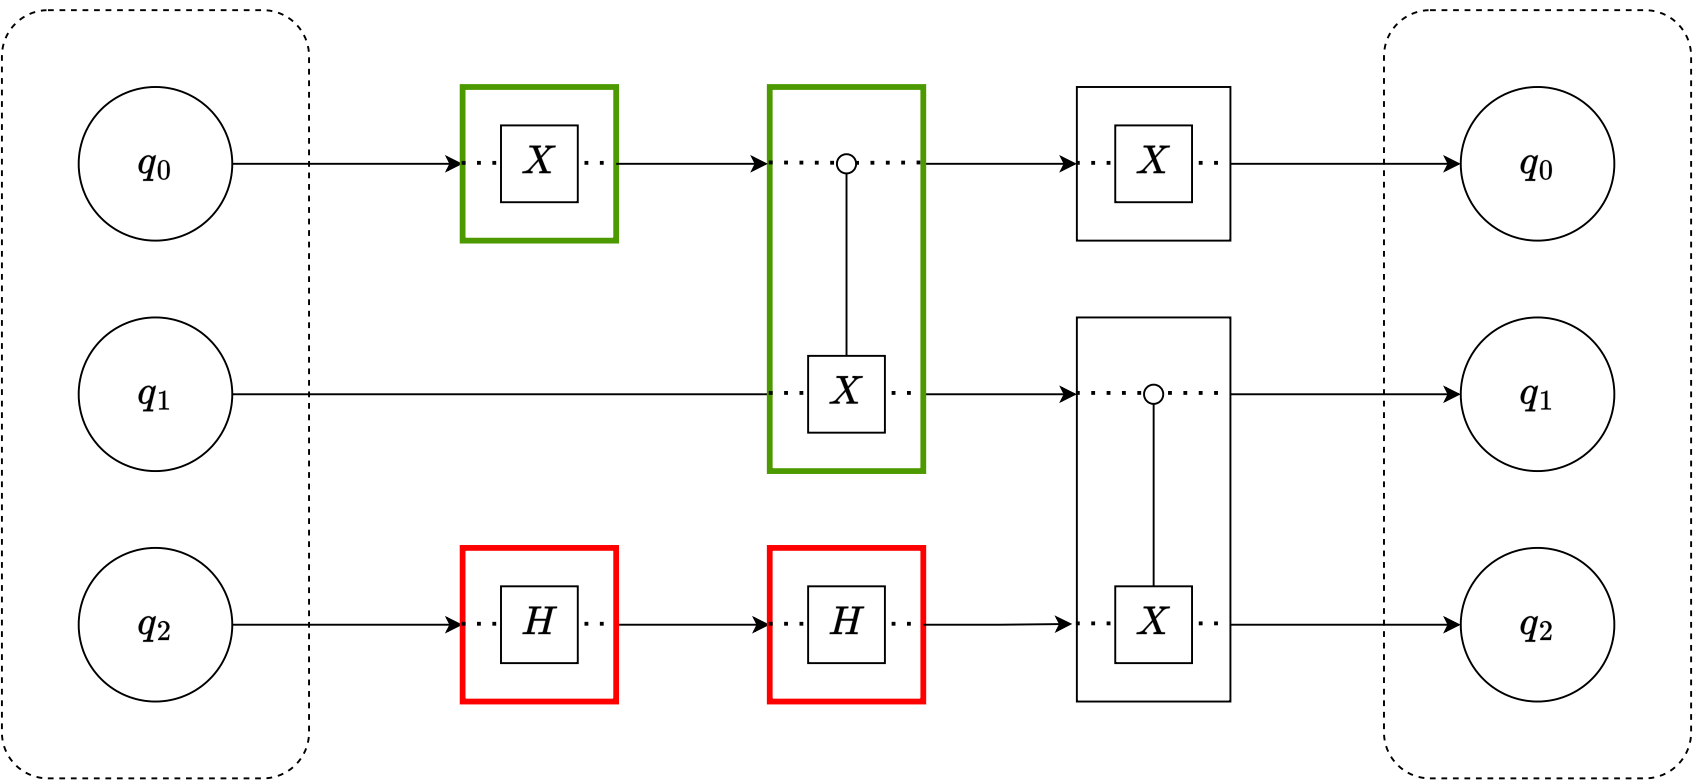 q₀ X X q₀
q₁ X q₁
q₂ H H X q₂